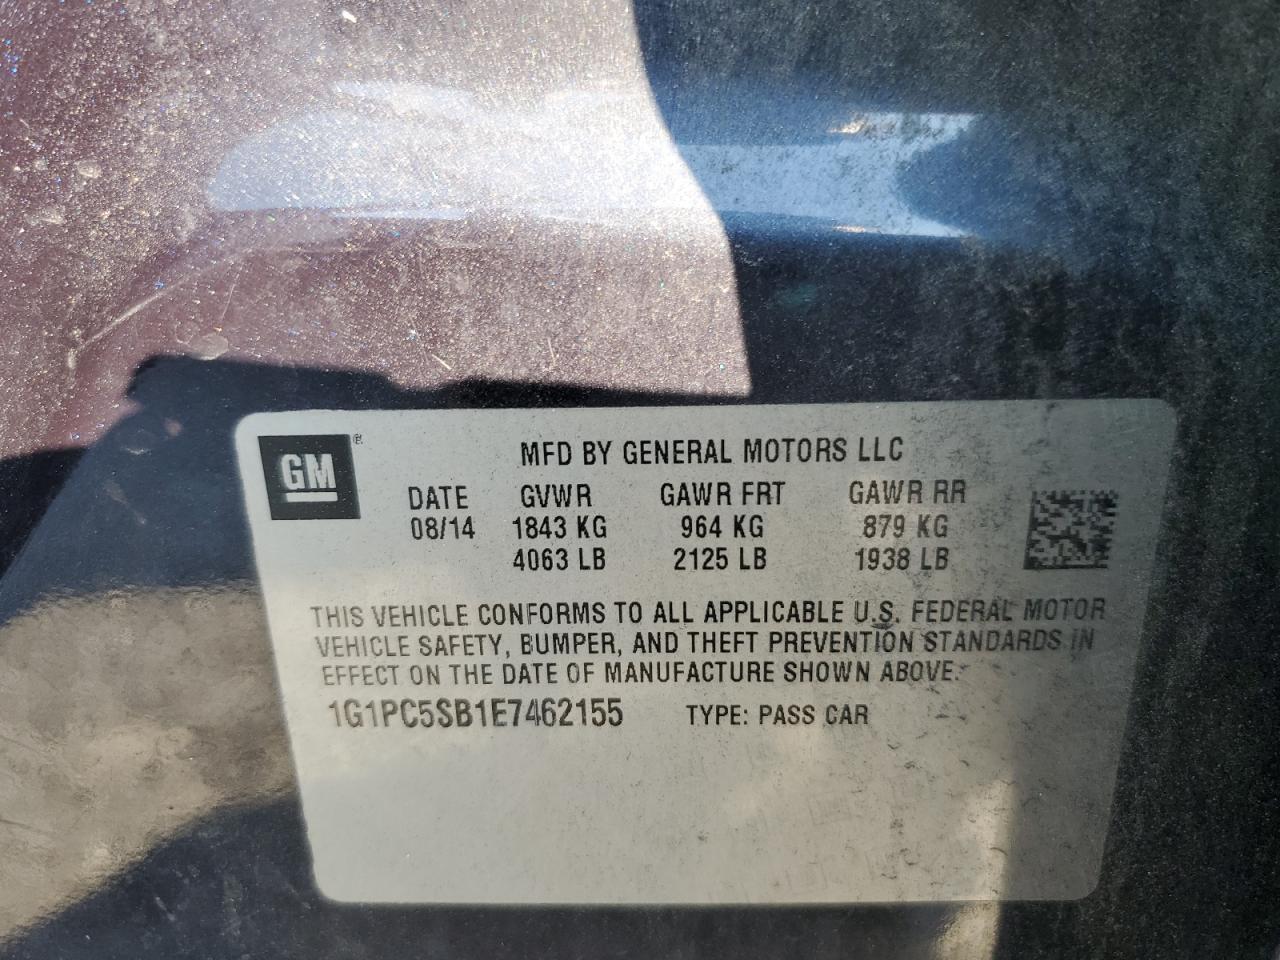 GM ®
MFD BY GENERAL MOTORS LLC
DATE GVWR GAWR FRT GAWR RR
08/14 1843 KG 964 KG 879 KG
4063 LB 2125 LB 1938 LB
THIS VEHICLE CONFORMS TO ALL APPLICABLE U.S. FEDERAL MOTOR
VEHICLE SAFETY, BUMPER, AND THEFT PREVENTION STANDARDS IN
EFFECT ON THE DATE OF MANUFACTURE SHOWN ABOVE.
1G1PC5SB1E7462155 TYPE: PASS CAR